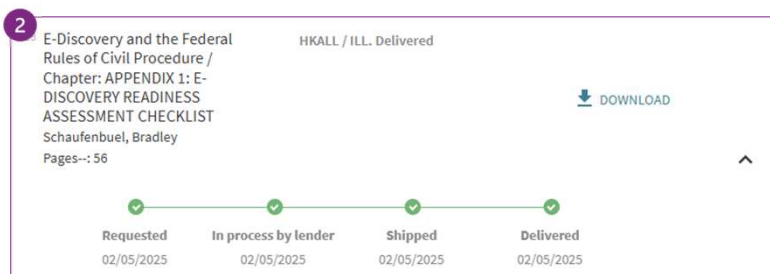 2
E-Discovery and the Federal
Rules of Civil Procedure /
Chapter: APPENDIX 1: E-
DISCOVERY READINESS
ASSESSMENT CHECKLIST
Schaufenbuel, Bradley
Pages--: 56
HKALL / ILL. Delivered
DOWNLOAD
Requested In process by lender Shipped Delivered
02/05/2025 02/05/2025 02/05/2025 02/05/2025